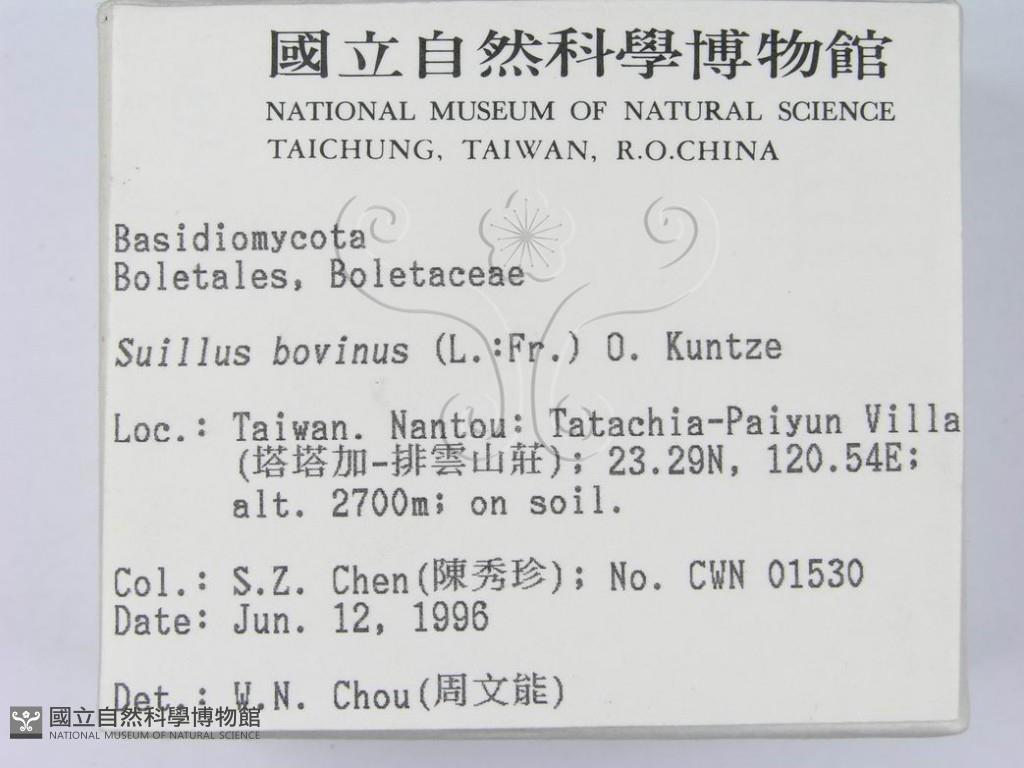 國立自然科學博物館
NATIONAL MUSEUM OF NATURAL SCIENCE
TAICHUNG, TAIWAN, R.O.CHINA
Basidiomycota
Boletales, Boletaceae
Suillus bovinus (L.:Fr.) O. Kuntze
Loc.: Taiwan. Nantou: Tatachia-Paiyun Villa
(塔塔加-排雲山莊); 23.29N, 120.54E;
alt. 2700m; on soil.
Col.: S.Z. Chen(陳秀珍); No. CWN 01530
Date: Jun. 12, 1996
Det.: W.N. Chou(周文能)
國立自然科學博物館
NATIONAL MUSEUM OF NATURAL SCIENCE